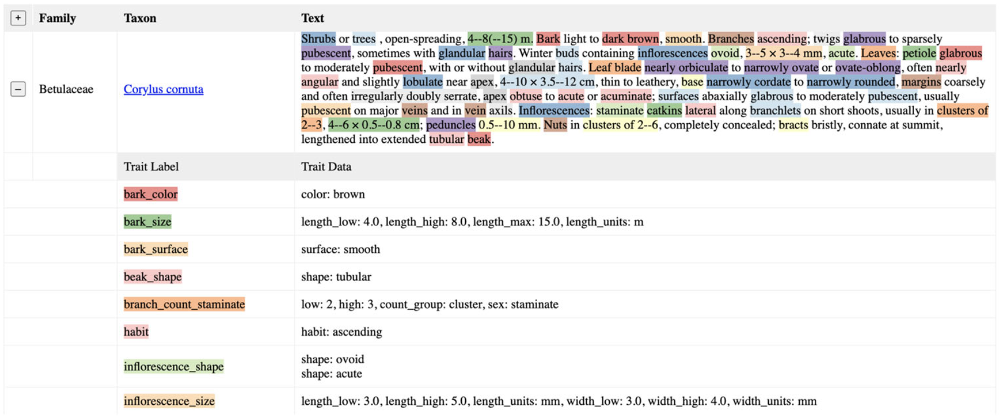 + Family Taxon Text
Shrubs or trees , open-spreading, 4--8(--15) m. Bark light to dark brown, smooth. Branches ascending; twigs glabrous to sparsely
pubescent, sometimes with glandular hairs. Winter buds containing inflorescences ovoid, 3--5 × 3--4 mm, acute. Leaves: petiole glabrous
to moderately pubescent, with or without glandular hairs. Leaf blade nearly orbiculate to narrowly ovate or ovate-oblong, often nearly
angular and slightly lobulate near apex, 4--10 × 3.5--12 cm, thin to leathery, base narrowly cordate to narrowly rounded, margins coarsely
– Betulaceae Corylus cornuta
and often irregularly doubly serrate, apex obtuse to acute or acuminate; surfaces abaxially glabrous to moderately pubescent, usually
pubescent on major veins and in vein axils. Inflorescences: staminate catkins lateral along branchlets on short shoots, usually in clusters of
2--3, 4--6 × 0.5--0.8 cm; peduncles 0.5--10 mm. Nuts in clusters of 2--6, completely concealed; bracts bristly, connate at summit,
lengthened into extended tubular beak.
Trait Label Trait Data
bark_color color: brown
bark_size length_low: 4.0, length_high: 8.0, length_max: 15.0, length_units: m
bark_surface surface: smooth
beak_shape shape: tubular
branch_count_staminate low: 2, high: 3, count_group: cluster, sex: staminate
habit habit: ascending
inflorescence_shape shape: ovoid
shape: acute
inflorescence_size length_low: 3.0, length_high: 5.0, length_units: mm, width_low: 3.0, width_high: 4.0, width_units: mm